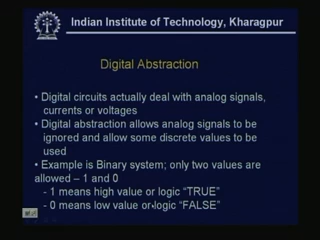 Indian Institute of Technology, Kharagpur
Digital Abstraction
• Digital circuits actually deal with analog signals,
currents or voltages
• Digital abstraction allows analog signals to be
ignored and allow some discrete values to be
used
• Example is Binary system; only two values are
allowed – 1 and 0
- 1 means high value or logic “TRUE”
- 0 means low value or logic “FALSE”